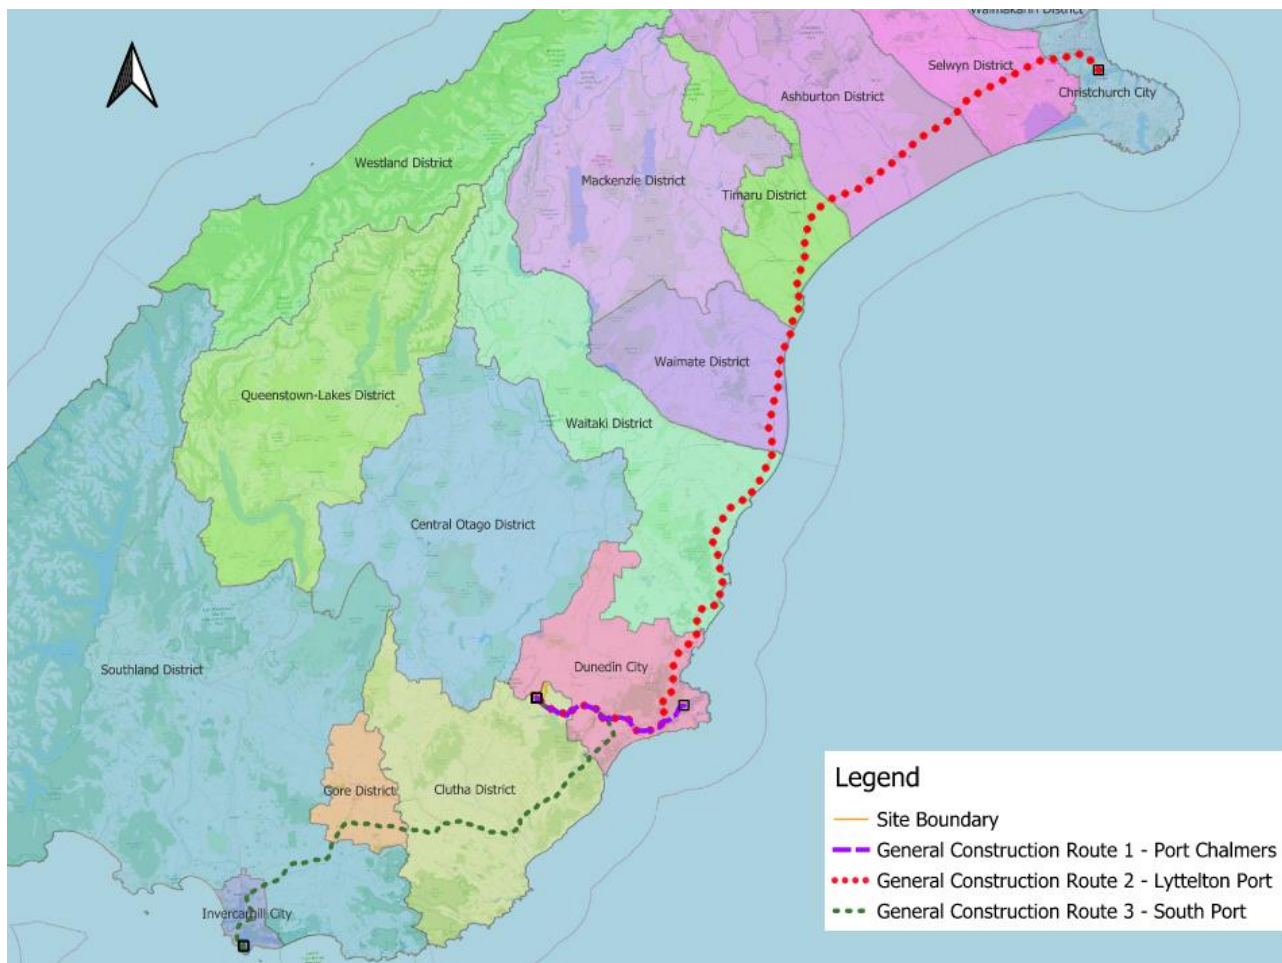 Waimakariri District
Selwyn District
Christchurch City
Ashburton District
Westland District
Mackenzie District
Timaru District
Waimate District
Queenstown-Lakes District
Waitaki District
Central Otago District
Southland District
Dunedin City
Gore District
Clutha District
Invercargill City
Legend
Site Boundary
General Construction Route 1 - Port Chalmers
General Construction Route 2 - Lyttelton Port
General Construction Route 3 - South Port